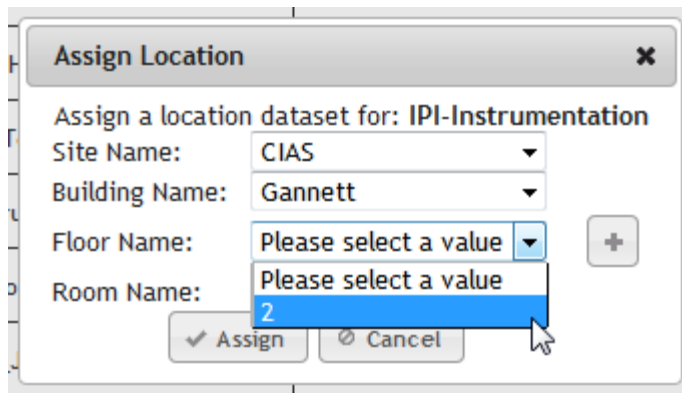 Assign Location
Assign a location dataset for: IPI-Instrumentation
Site Name: CIAS
Building Name: Gannett
Floor Name: Please select a value
Please select a value
Room Name:
2
Assign Cancel